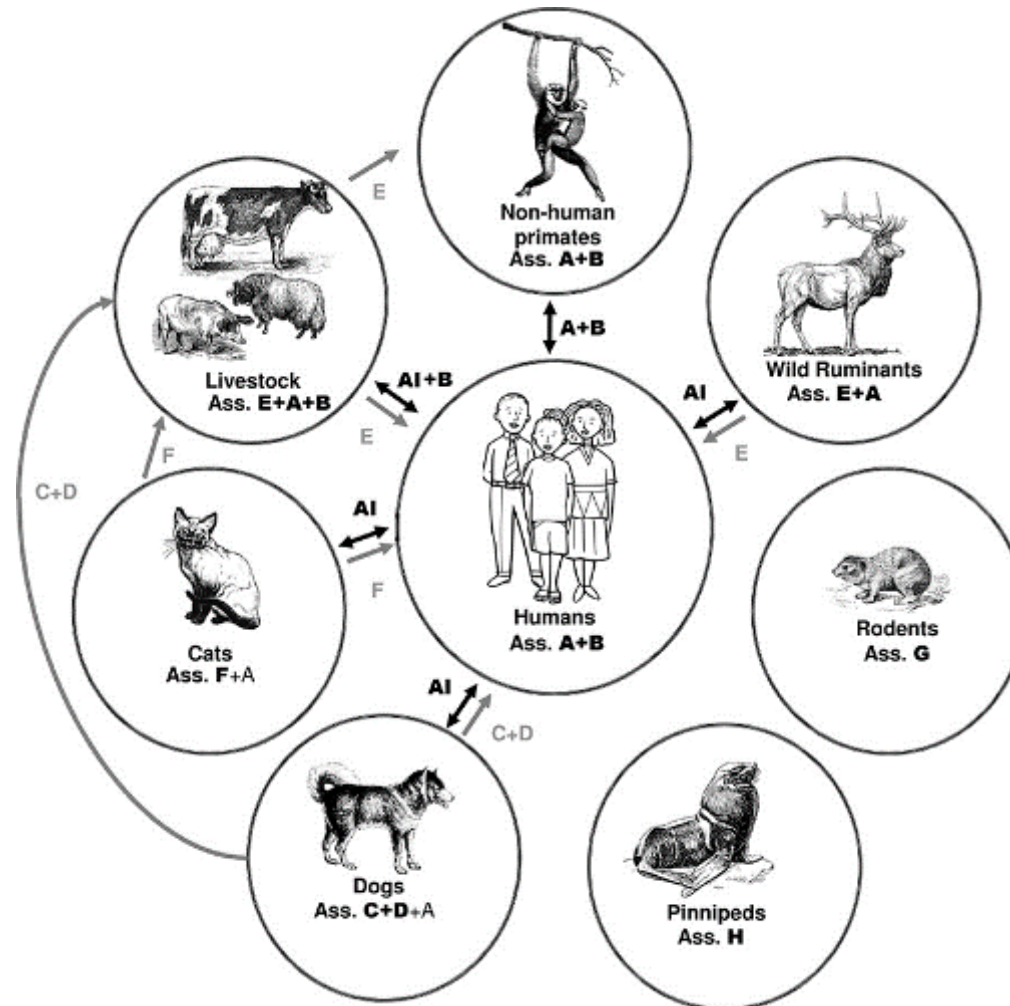 Non-human
primates
Ass. A+B
E
A+B
Livestock
Ass. E+A+B
AI+B
E
Wild Ruminants
Ass. E+A
AI
E
F
C+D
Cats
Ass. F+A
AI
F
Humans
Ass. A+B
Rodents
Ass. G
AI
C+D
Dogs
Ass. C+D+A
Pinnipeds
Ass. H